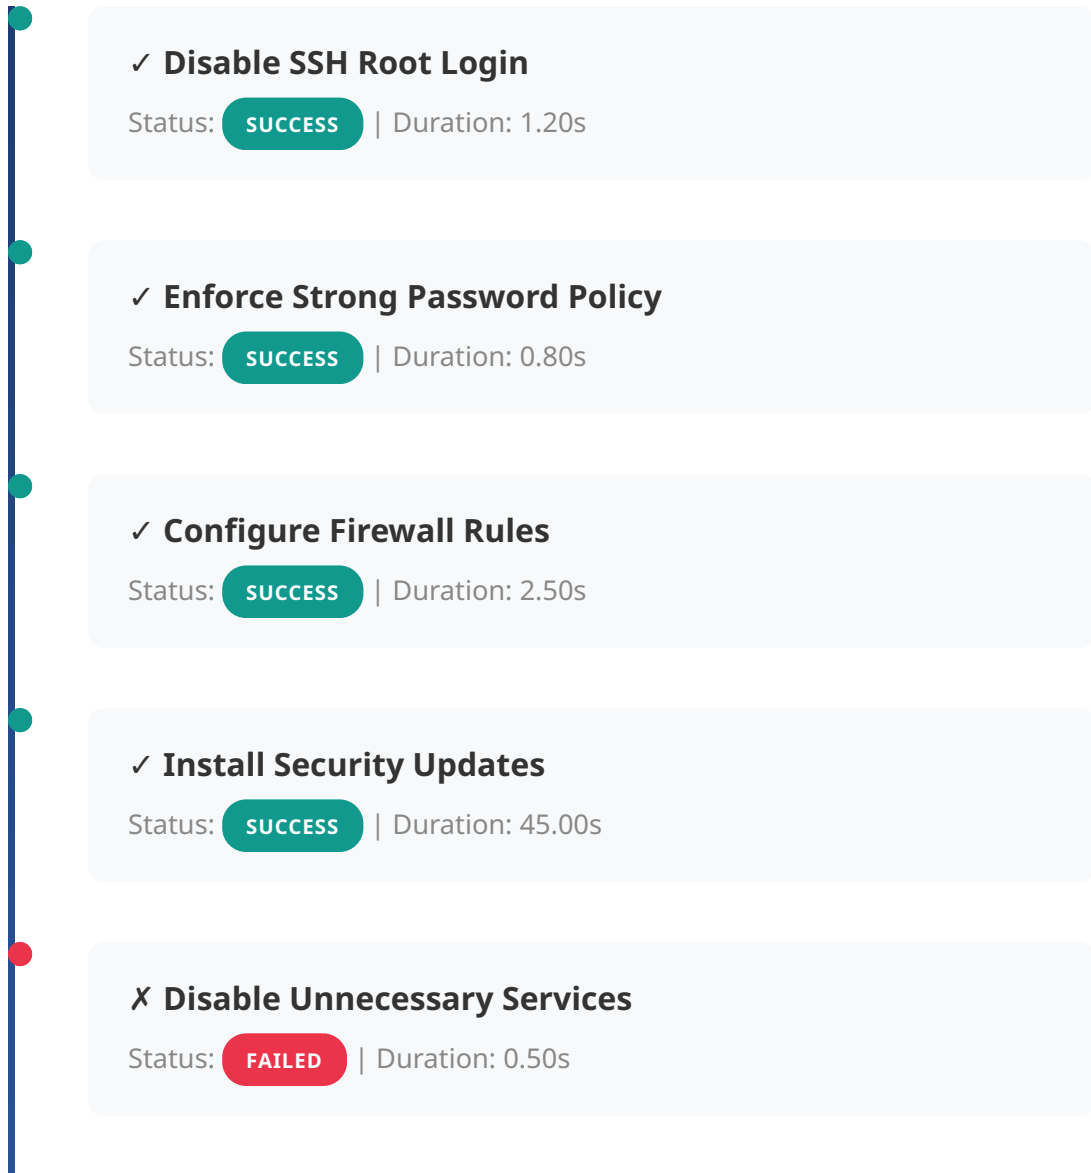 ✓ Disable SSH Root Login
Status: SUCCESS | Duration: 1.20s
✓ Enforce Strong Password Policy
Status: SUCCESS | Duration: 0.80s
✓ Configure Firewall Rules
Status: SUCCESS | Duration: 2.50s
✓ Install Security Updates
Status: SUCCESS | Duration: 45.00s
✗ Disable Unnecessary Services
Status: FAILED | Duration: 0.50s